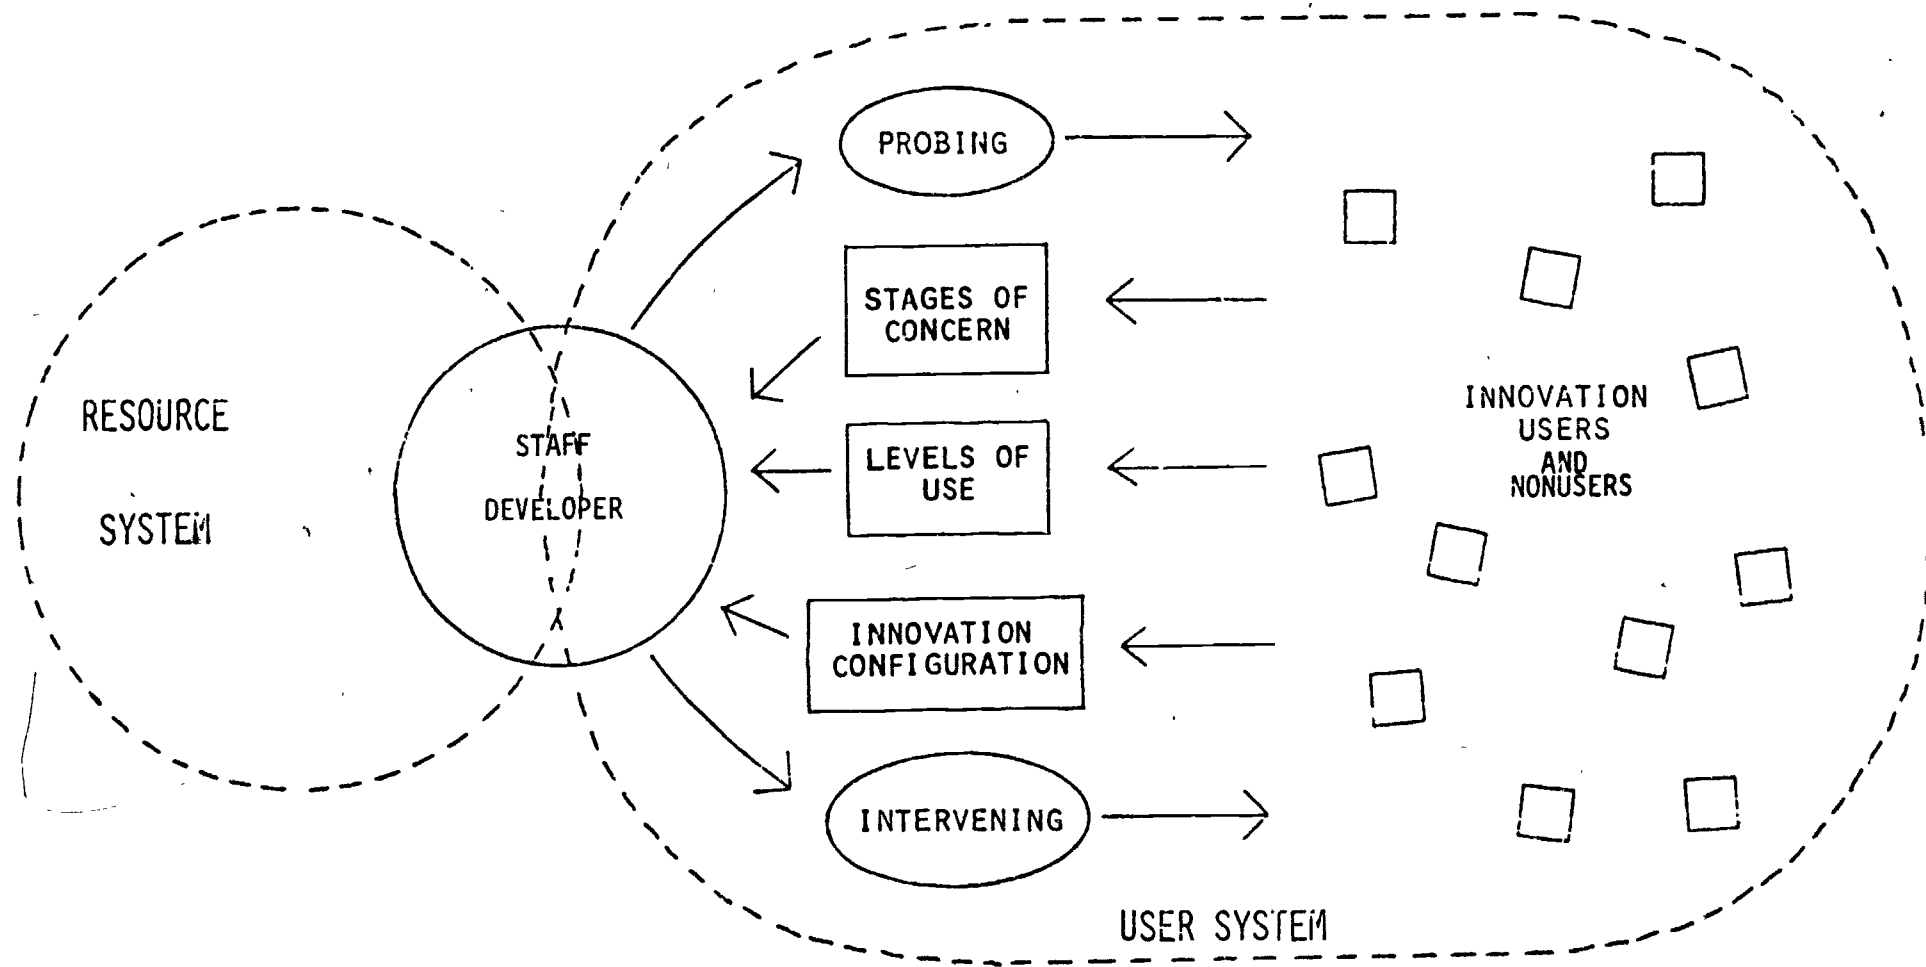 RESOURCE
SYSTEM
STAFF
DEVELOPER
PROBING
STAGES OF
CONCERN
LEVELS OF
USE
INNOVATION
CONFIGURATION
INTERVENING
INNOVATION
USERS
AND
NONUSERS
USER SYSTEM